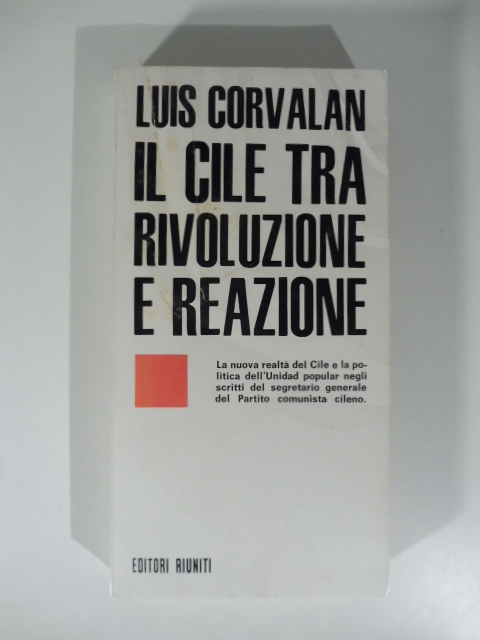 LUIS CORVALAN
IL CILE TRA
RIVOLUZIONE
E REAZIONE
La nuova realtà del Cile e la po-
litica dell'Unidad popular negli
scritti del segretario generale
del Partito comunista cileno.
EDITORI RIUNITI